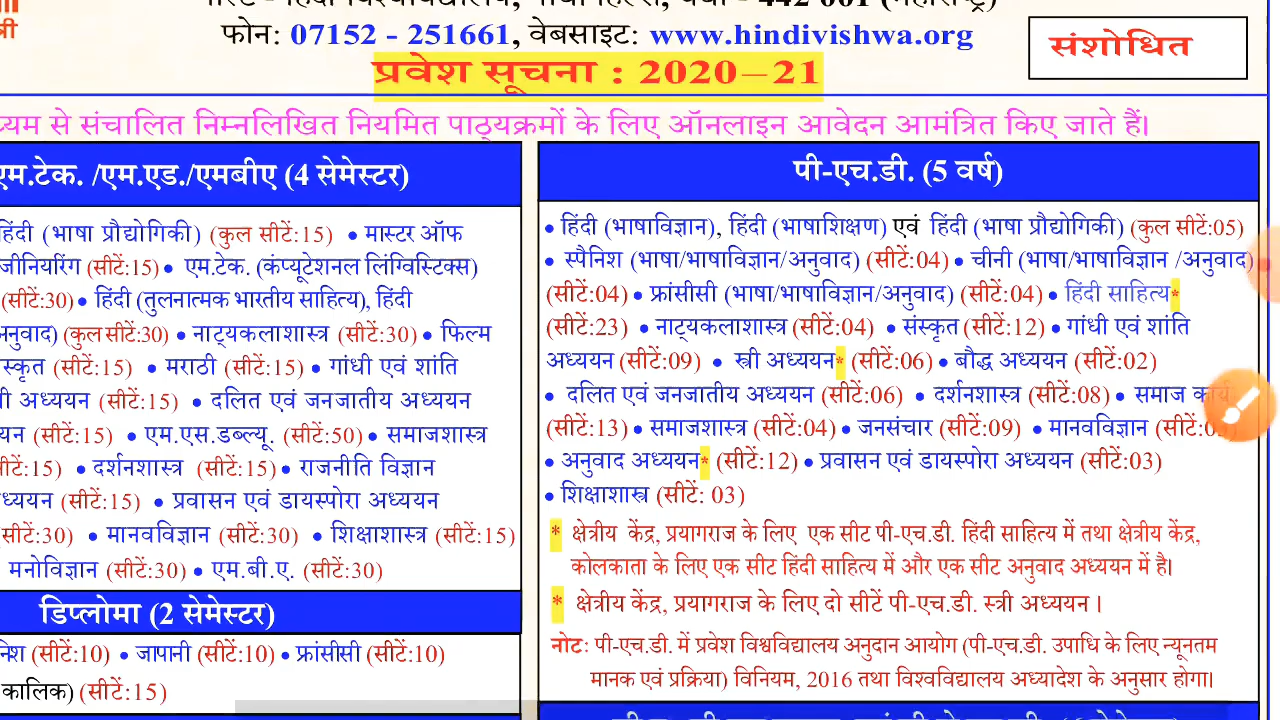 पोस्ट - हिंदी विश्वविद्यालय, गांधी हिल्स, वर्धा - 442 001 (महाराष्ट्र)
फोन: 07152 - 251661, वेबसाइट: www.hindivishwa.org
संशोधित
प्रवेश सूचना : 2020–21
से संचालित निम्नलिखित नियमित पाठ्यक्रमों के लिए ऑनलाइन आवेदन आमंत्रित किए जाते हैं।
एम.टेक. /एम.एड./एमबीए (4 सेमेस्टर)
हिंदी (भाषा प्रौद्योगिकी) (कुल सीटें:15) • मास्टर ऑफ
(सीटें:15) • एम.टेक. (कंप्यूटेशनल लिंग्विस्टिक्स)
(सीटें:30) • हिंदी (तुलनात्मक भारतीय साहित्य), हिंदी
(कुल सीटें:30) • नाट्यकलाशास्त्र (सीटें:30) • फिल्म
(सीटें:15) • मराठी (सीटें:15) • गांधी एवं शांति
अध्ययन (सीटें:15) • दलित एवं जनजातीय अध्ययन
(सीटें:15) • एम.एस.डब्ल्यू. (सीटें:50) • समाजशास्त्र
• दर्शनशास्त्र (सीटें:15) • राजनीति विज्ञान
(सीटें:15) • प्रवासन एवं डायस्पोरा अध्ययन
(सीटें:30) • मानवविज्ञान (सीटें:30) • शिक्षाशास्त्र (सीटें:15)
मनोविज्ञान (सीटें:30) • एम.बी.ए. (सीटें:30)
डिप्लोमा (2 सेमेस्टर)
(सीटें:10) • जापानी (सीटें:10) • फ्रांसीसी (सीटें:10)
कालिक) (सीटें:15)
पी-एच.डी. (5 वर्ष)
• हिंदी (भाषाविज्ञान), हिंदी (भाषाशिक्षण) एवं हिंदी (भाषा प्रौद्योगिकी) (कुल सीटें:05)
• स्पैनिश (भाषा/भाषाविज्ञान/अनुवाद) (सीटें:04) • चीनी (भाषा/भाषाविज्ञान /अनुवाद)
(सीटें:04) • फ्रांसीसी (भाषा/भाषाविज्ञान/अनुवाद) (सीटें:04) • हिंदी साहित्य*
(सीटें:23) • नाट्यकलाशास्त्र (सीटें:04) • संस्कृत (सीटें:12) • गांधी एवं शांति
अध्ययन (सीटें:09) • स्त्री अध्ययन* (सीटें:06) • बौद्ध अध्ययन (सीटें:02)
• दलित एवं जनजातीय अध्ययन (सीटें:06) • दर्शनशास्त्र (सीटें:08) • समाज कार्य
(सीटें:13) • समाजशास्त्र (सीटें:04) • जनसंचार (सीटें:09) • मानवविज्ञान
• अनुवाद अध्ययन* (सीटें:12) • प्रवासन एवं डायस्पोरा अध्ययन (सीटें:03)
• शिक्षाशास्त्र (सीटें: 03)
* क्षेत्रीय केंद्र, प्रयागराज के लिए एक सीट पी-एच.डी. हिंदी साहित्य में तथा क्षेत्रीय केंद्र,
कोलकाता के लिए एक सीट हिंदी साहित्य में और एक सीट अनुवाद अध्ययन में है।
* क्षेत्रीय केंद्र, प्रयागराज के लिए दो सीटें पी-एच.डी. स्त्री अध्ययन ।
नोट: पी-एच.डी. में प्रवेश विश्वविद्यालय अनुदान आयोग (पी-एच.डी. उपाधि के लिए न्यूनतम
मानक एवं प्रक्रिया) विनियम, 2016 तथा विश्वविद्यालय अध्यादेश के अनुसार होगा।